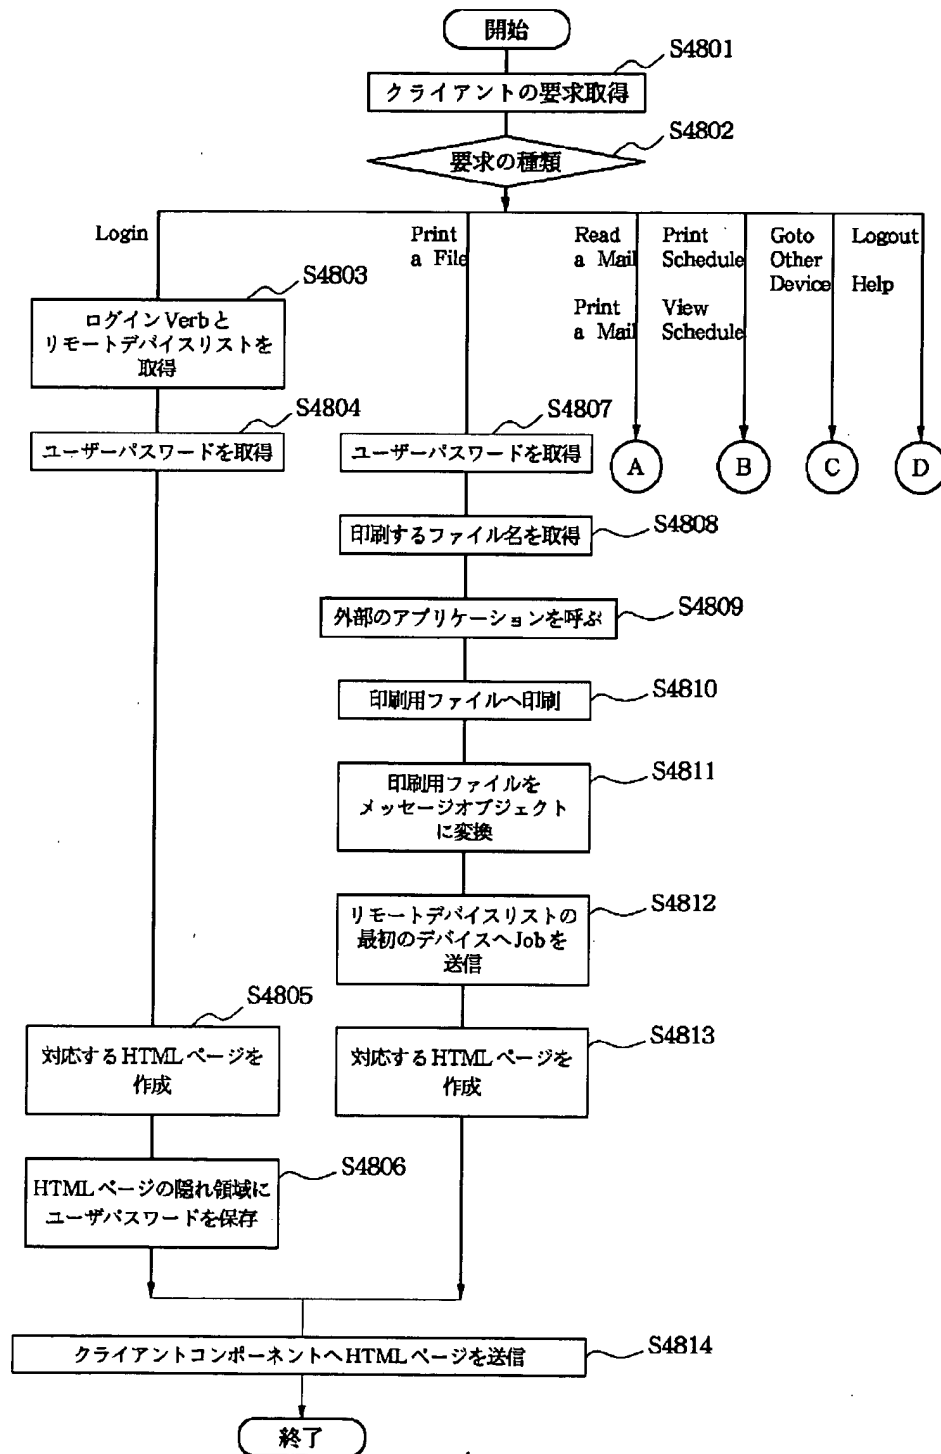 開始
S4801
クライアントの要求取得
S4802
要求の種類
Login
Print
a File
Read
a Mail
Print
a Mail
Print
Schedule
View
Schedule
Goto
Other
Device
Logout
Help
S4803
ログインVerbと
リモートデバイスリストを
取得
S4804
ユーザーパスワードを取得
S4807
ユーザーパスワードを取得
A
B
C
D
S4808
印刷するファイル名を取得
S4809
外部のアプリケーションを呼ぶ
S4810
印刷用ファイルへ印刷
S4811
印刷用ファイルを
メッセージオブジェクト
に変換
S4812
リモートデバイスリストの
最初のデバイスへJobを
送信
S4805
対応するHTMLページを
作成
S4813
対応するHTMLページを
作成
S4806
HTMLページの隠れ領域に
ユーザパスワードを保存
S4814
クライアントコンポーネントへHTMLページを送信
終了